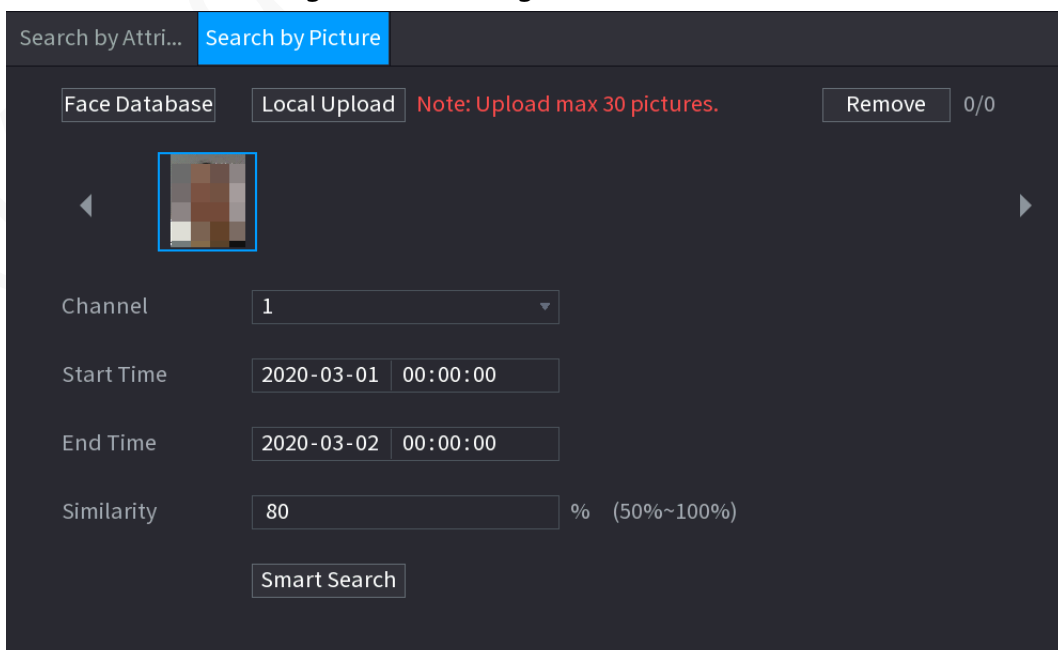 Search by Attri... Search by Picture
Face Database Local Upload Note: Upload max 30 pictures. Remove 0/0
Channel 1
Start Time 2020-03-01 00:00:00
End Time 2020-03-02 00:00:00
Similarity 80 % (50%~100%)
Smart Search